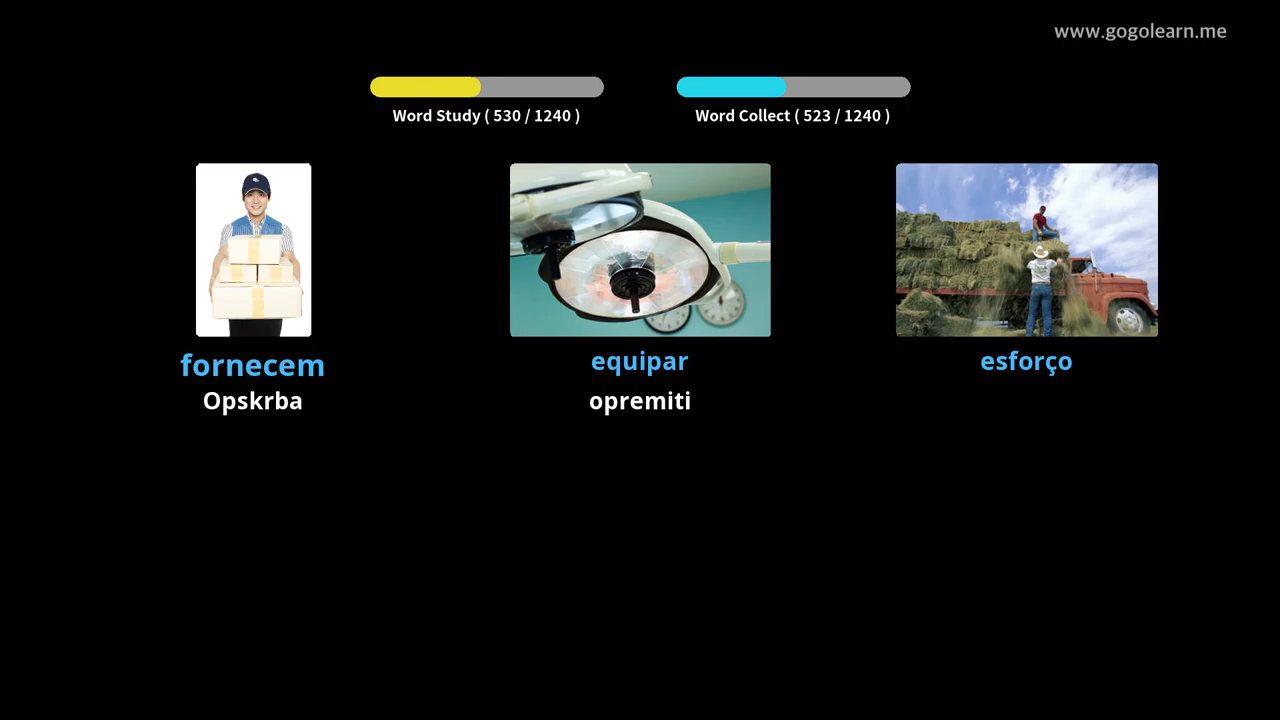 www.gogolearn.me
Word Study ( 530 / 1240 )
Word Collect ( 523 / 1240 )
fornecem
Opskrba
equipar
opremiti
esforço